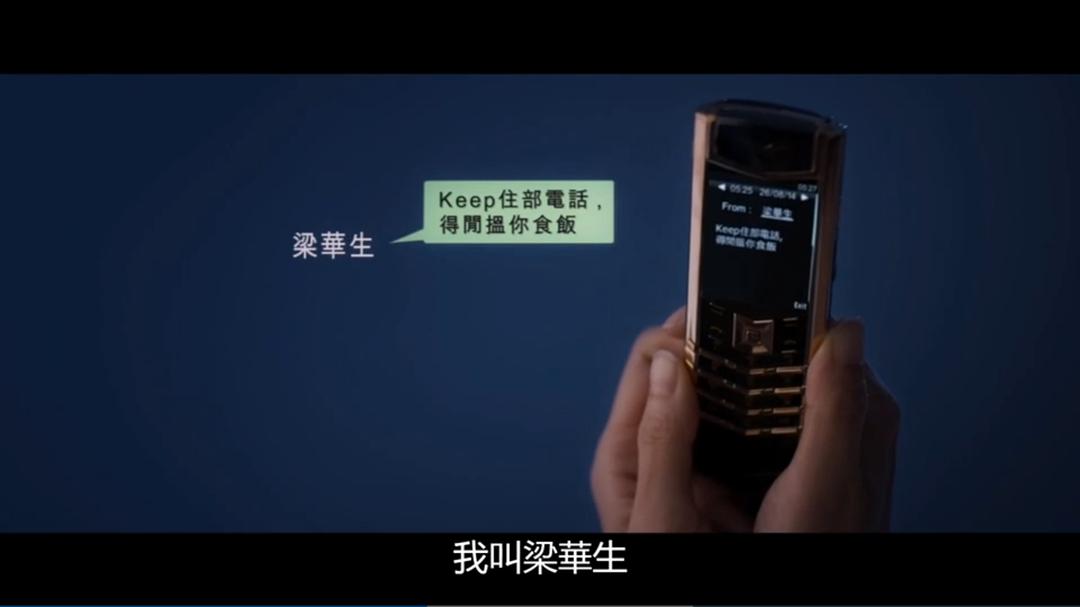 Keep住部電話,
得閒搵你食飯
梁華生
05:25 26/08/14
05:27
From : 梁華生
Keep住部電話,
得閒搵你食飯
Exit
我叫梁華生